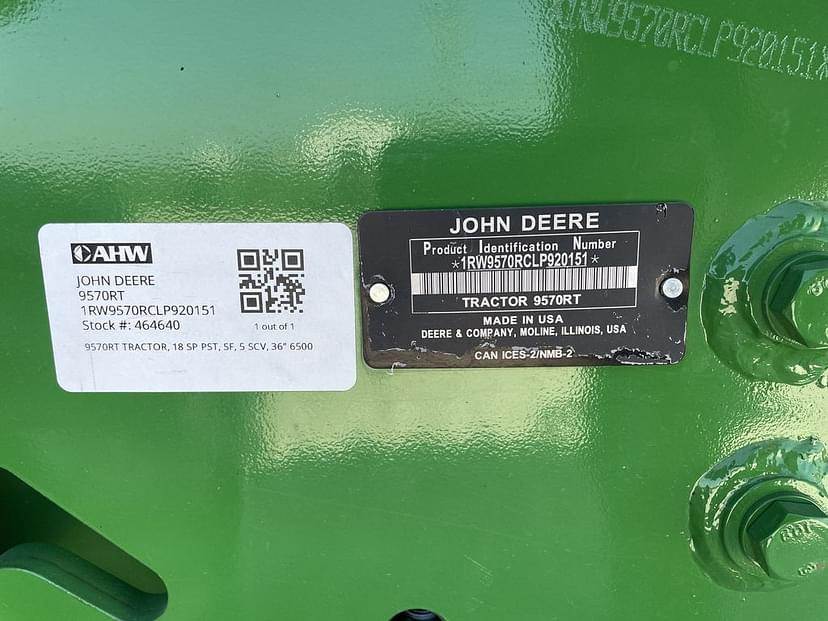 *1RW9570RCLP920151*
AHW
JOHN DEERE
9570RT
1RW9570RCLP920151
Stock #: 464640
1 out of 1
9570RT TRACTOR, 18 SP PST, SF, 5 SCV, 36" 6500
JOHN DEERE
Product Identification Number
*1RW9570RCLP920151*
TRACTOR 9570RT
MADE IN USA
DEERE & COMPANY, MOLINE, ILLINOIS, USA
CAN ICES-2/NMB-2